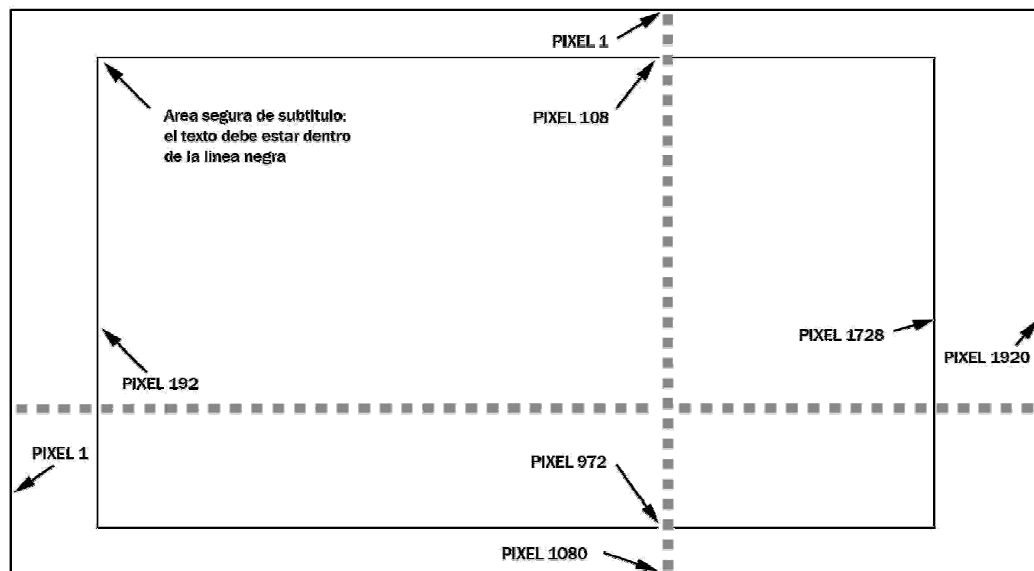 PIXEL 1
PIXEL 108
Area segura de subtitulo:
el texto debe estar dentro
de la linea negra
PIXEL 1728
PIXEL 1920
PIXEL 192
PIXEL 1
PIXEL 972
PIXEL 1080